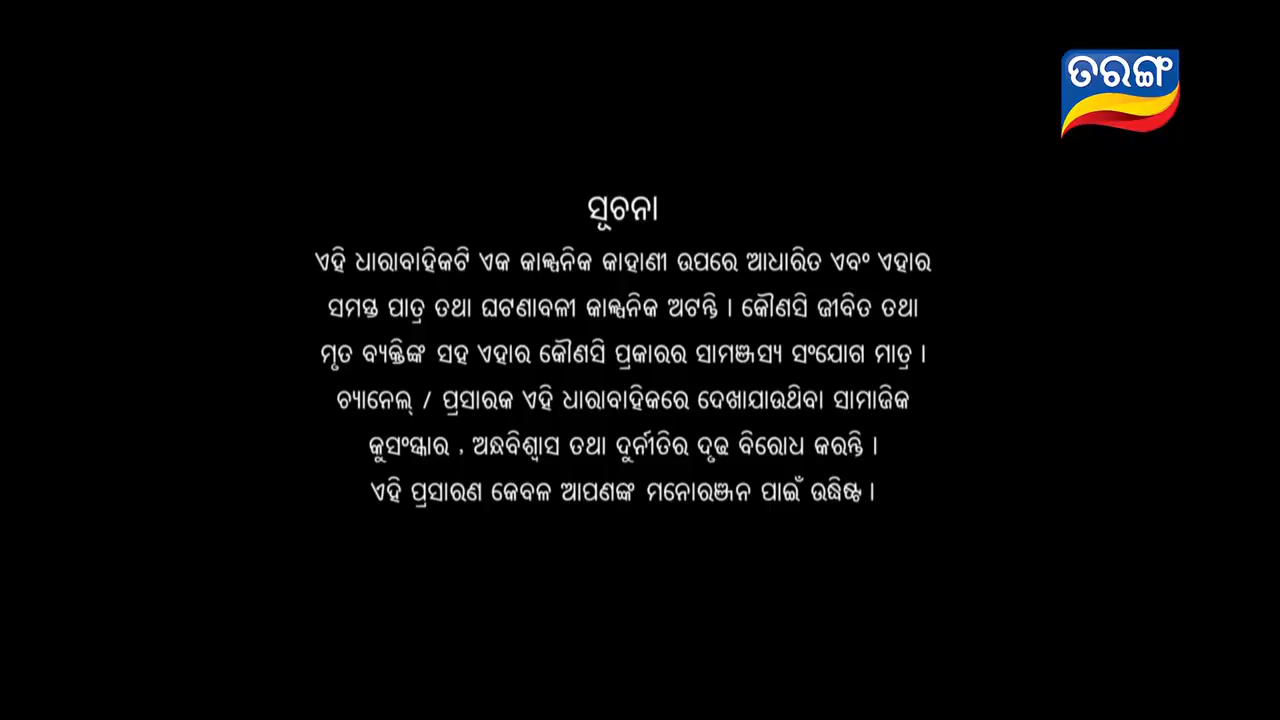 ତରଙ୍ଗ
ସୂଚନା
ଏହି ଧାରାବାହିକଟି ଏକ କାଳ୍ପନିକ କାହାଣୀ ଉପରେ ଆଧାରିତ ଏବଂ ଏହାର
ସମସ୍ତ ପାତ୍ର ତଥା ଘଟଣାବଳୀ କାଳ୍ପନିକ ଅଟନ୍ତି । କୌଣସି ଜୀବିତ ତଥା
ମୃତ ବ୍ୟକ୍ତିଙ୍କ ସହ ଏହାର କୌଣସି ପ୍ରକାରର ସାମଞ୍ଜସ୍ୟ ସଂଯୋଗ ମାତ୍ର ।
ଚ୍ୟାନେଲ୍ / ପ୍ରସାରକ ଏହି ଧାରାବାହିକରେ ଦେଖାଯାଉଥିବା ସାମାଜିକ
କୁସଂସ୍କାର , ଅନ୍ଧବିଶ୍ୱାସ ତଥା ଦୁର୍ନୀତିର ଦୃଢ ବିରୋଧ କରନ୍ତି ।
ଏହି ପ୍ରସାରଣ କେବଳ ଆପଣଙ୍କ ମନୋରଞ୍ଜନ ପାଇଁ ଉଦ୍ଧିଷ୍ଟ ।